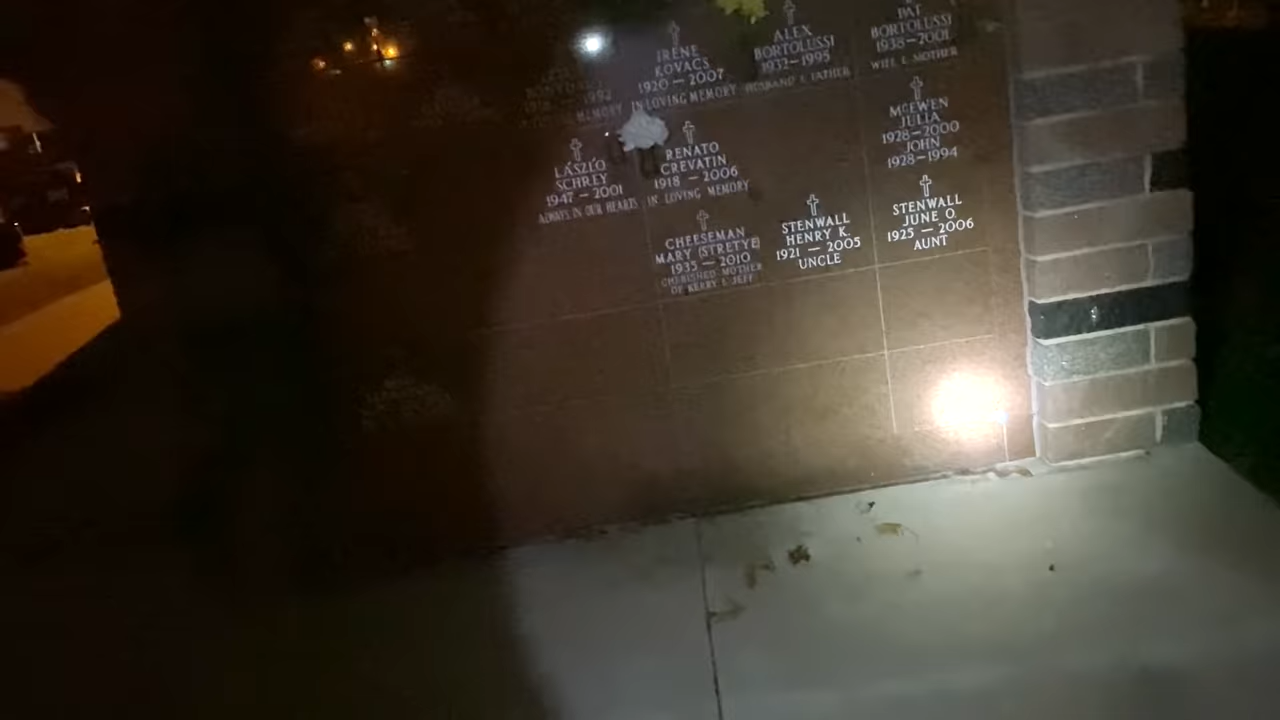 IRENE
KOVACS
1920 – 2007
IN LOVING MEMORY
ALEX
BORTOLUSSI
1932 – 1995
HUSBAND & FATHER
PAT
BORTOLUSSI
1938 – 2001
WIFE & MOTHER
MEMORY
LÁSZLÓ
SCHREY
1947 – 2001
ALWAYS IN OUR HEARTS
RENATO
CREVATIN
1918 – 2006
IN LOVING MEMORY
McEWEN
JULIA
1928 – 2000
JOHN
1928 – 1994
CHEESEMAN
MARY (STRETYE)
1935 – 2010
CHERISHED MOTHER
OF KERRY & JEFF
STENWALL
HENRY K.
1921 – 2005
UNCLE
STENWALL
JUNE O.
1925 – 2006
AUNT